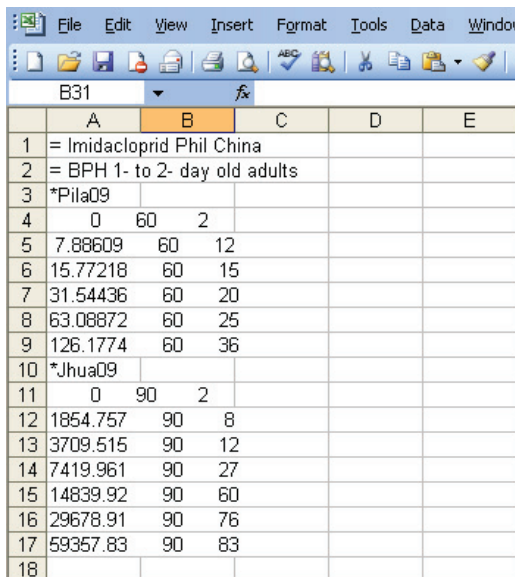 File Edit View Insert Format Tools Data Windo
ABC
B31 fx
A B C D E
1 = Imidacloprid Phil China
2 = BPH 1- to 2- day old adults
3 *Pila09
4 0 60 2
5 7.88609 60 12
6 15.77218 60 15
7 31.54436 60 20
8 63.08872 60 25
9 126.1774 60 36
10 *Jhua09
11 0 90 2
12 1854.757 90 8
13 3709.515 90 12
14 7419.961 90 27
15 14839.92 90 60
16 29678.91 90 76
17 59357.83 90 83
18